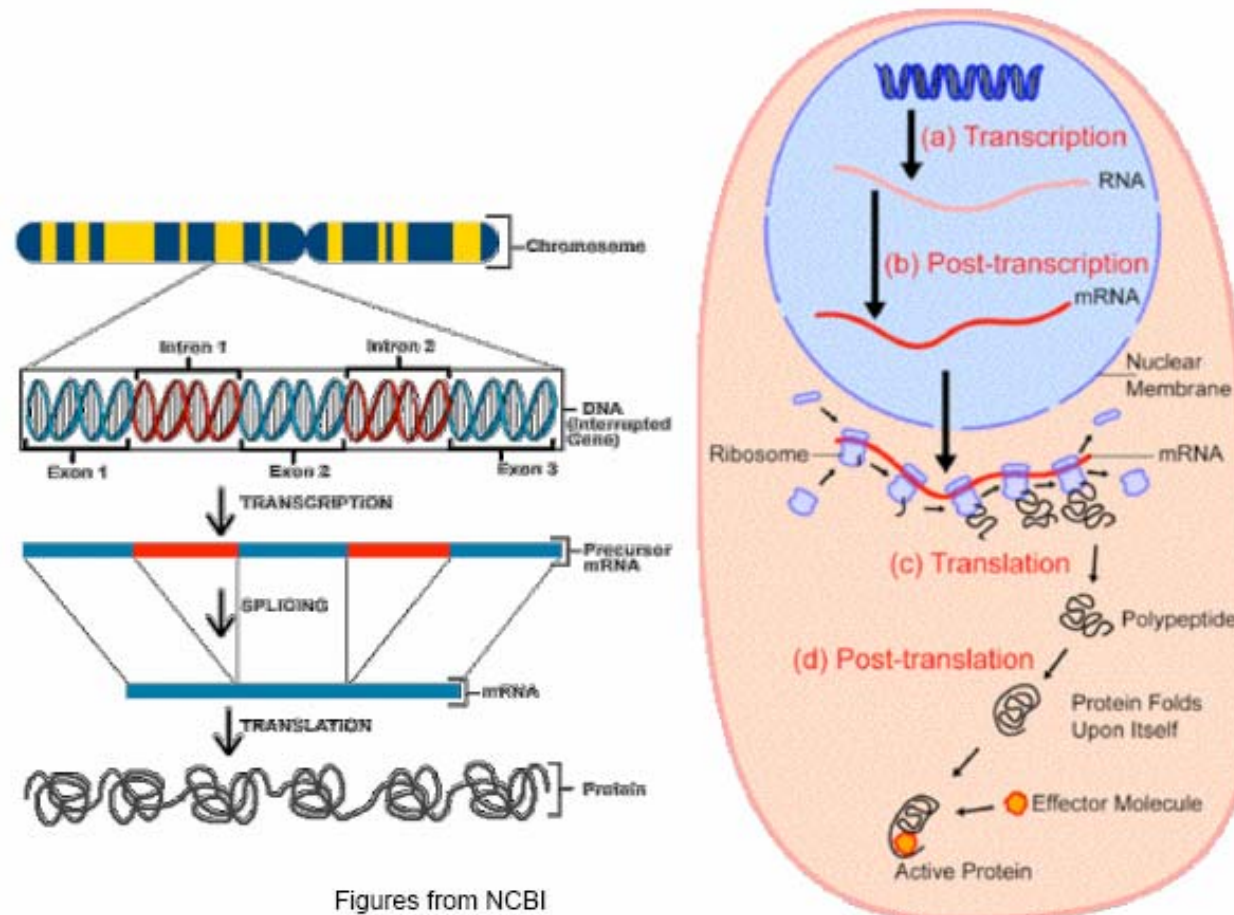 Chromosome
Intron 1
Intron 2
DNA
(Interrupted
Gene)
Exon 1
Exon 2
Exon 3
TRANSCRIPTION
Precursor
mRNA
SPLICING
mRNA
TRANSLATION
Protein
Figures from NCBI
(a) Transcription
RNA
(b) Post-transcription
mRNA
Nuclear
Membrane
Ribosome
mRNA
(c) Translation
Polypeptide
(d) Post-translation
Protein Folds
Upon Itself
Effector Molecule
Active Protein